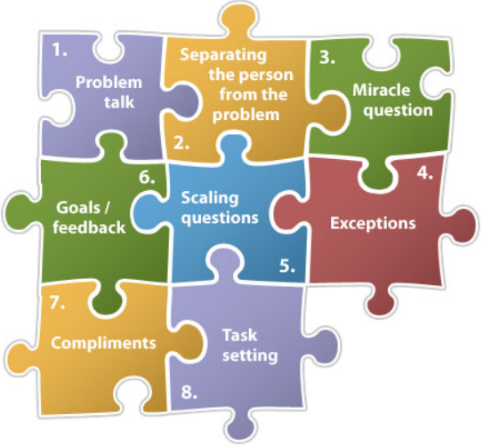 1.
Problem
talk
Separating
the person
from the
problem
2.
3.
Miracle
question
4.
Exceptions
Scaling
questions
5.
6.
Goals /
feedback
7.
Compliments
Task
setting
8.